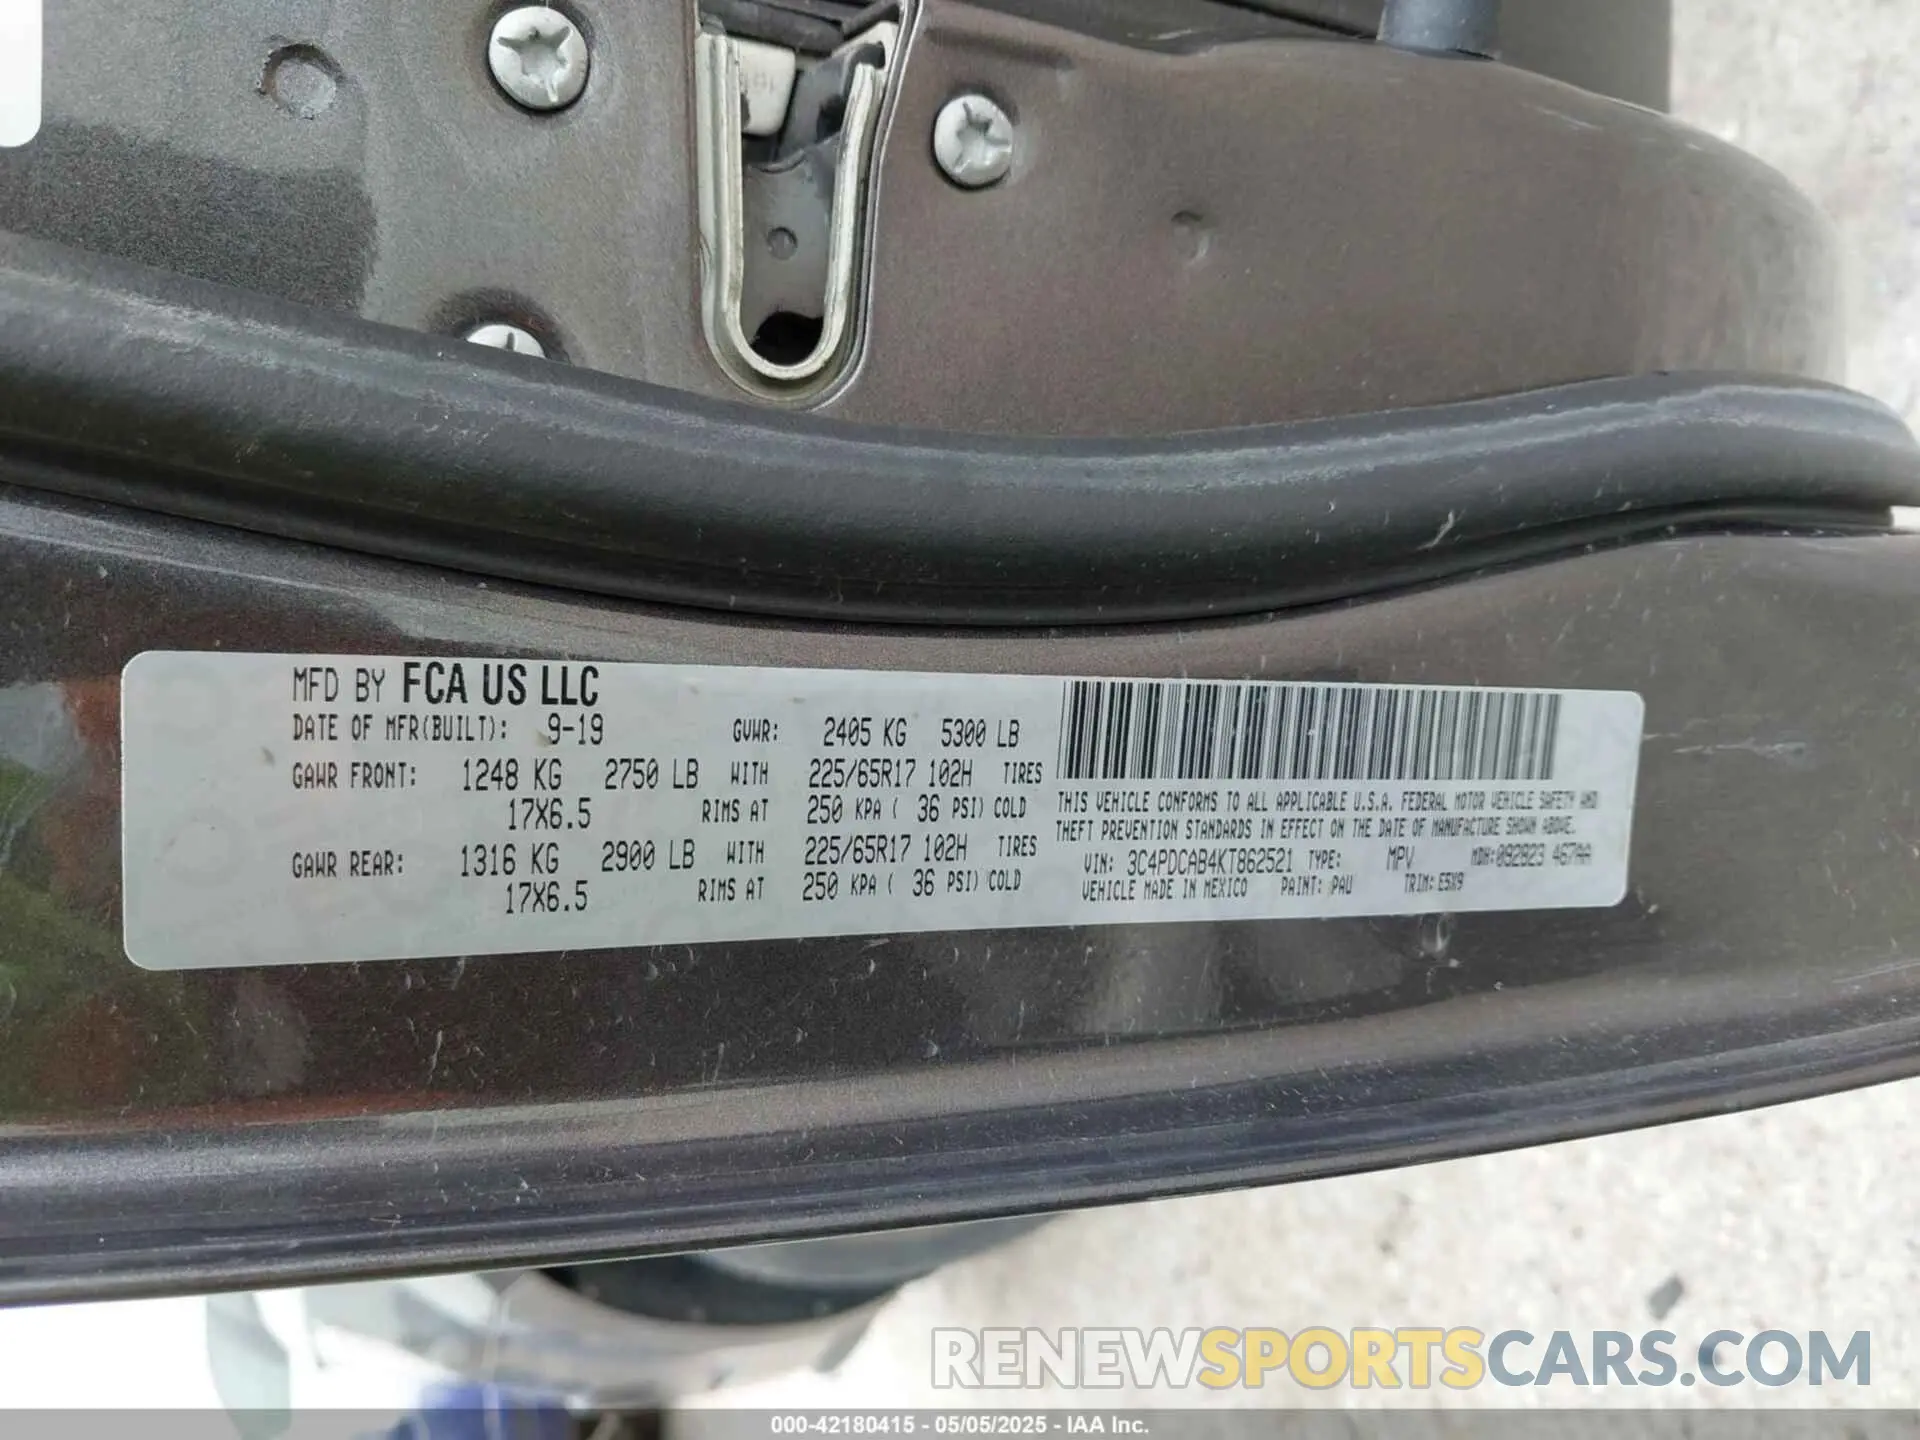 MFD BY FCA US LLC
DATE OF MFR(BUILT): 9-19 GVWR: 2405 KG 5300 LB
GAWR FRONT: 1248 KG 2750 LB WITH 225/65R17 102H TIRES
17X6.5 RIMS AT 250 KPA ( 36 PSI) COLD
GAWR REAR: 1316 KG 2900 LB WITH 225/65R17 102H TIRES
17X6.5 RIMS AT 250 KPA ( 36 PSI) COLD
THIS VEHICLE CONFORMS TO ALL APPLICABLE U.S.A. FEDERAL MOTOR VEHICLE SAFETY AND
THEFT PREVENTION STANDARDS IN EFFECT ON THE DATE OF MANUFACTURE SHOWN ABOVE.
VIN: 3C4PDCAB4KT862521 TYPE: MPV MDH:092823 467AA
VEHICLE MADE IN MEXICO PAINT: PAU TRIM: E5X9
RENEWSPORTSCARS.COM
000-42180415 - 05/05/2025 - IAA Inc.